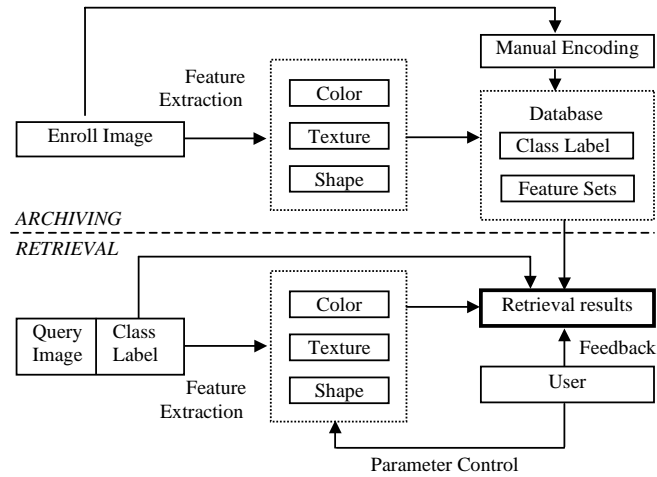 Manual Encoding
Feature
Extraction
Enroll Image
Color
Texture
Shape
Database
Class Label
Feature Sets
ARCHIVING
RETRIEVAL
Query
Image
Class
Label
Feature
Extraction
Color
Texture
Shape
Retrieval results
Feedback
User
Parameter Control